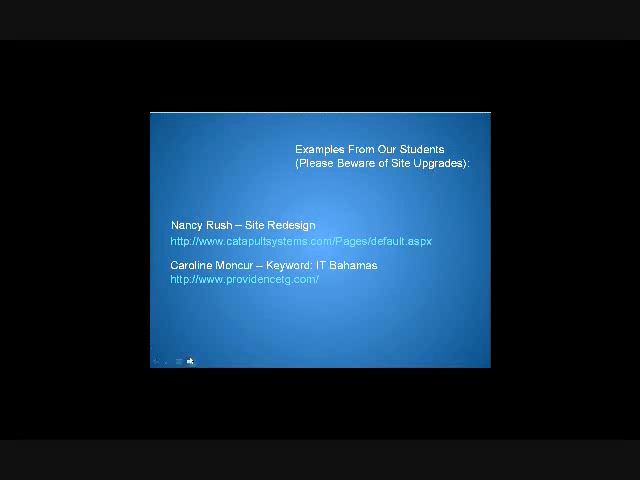 Examples From Our Students
(Please Beware of Site Upgrades):
Nancy Rush – Site Redesign
http://www.catapultsystems.com/Pages/default.aspx
Caroline Moncur – Keyword: IT Bahamas
http://www.providencetg.com/